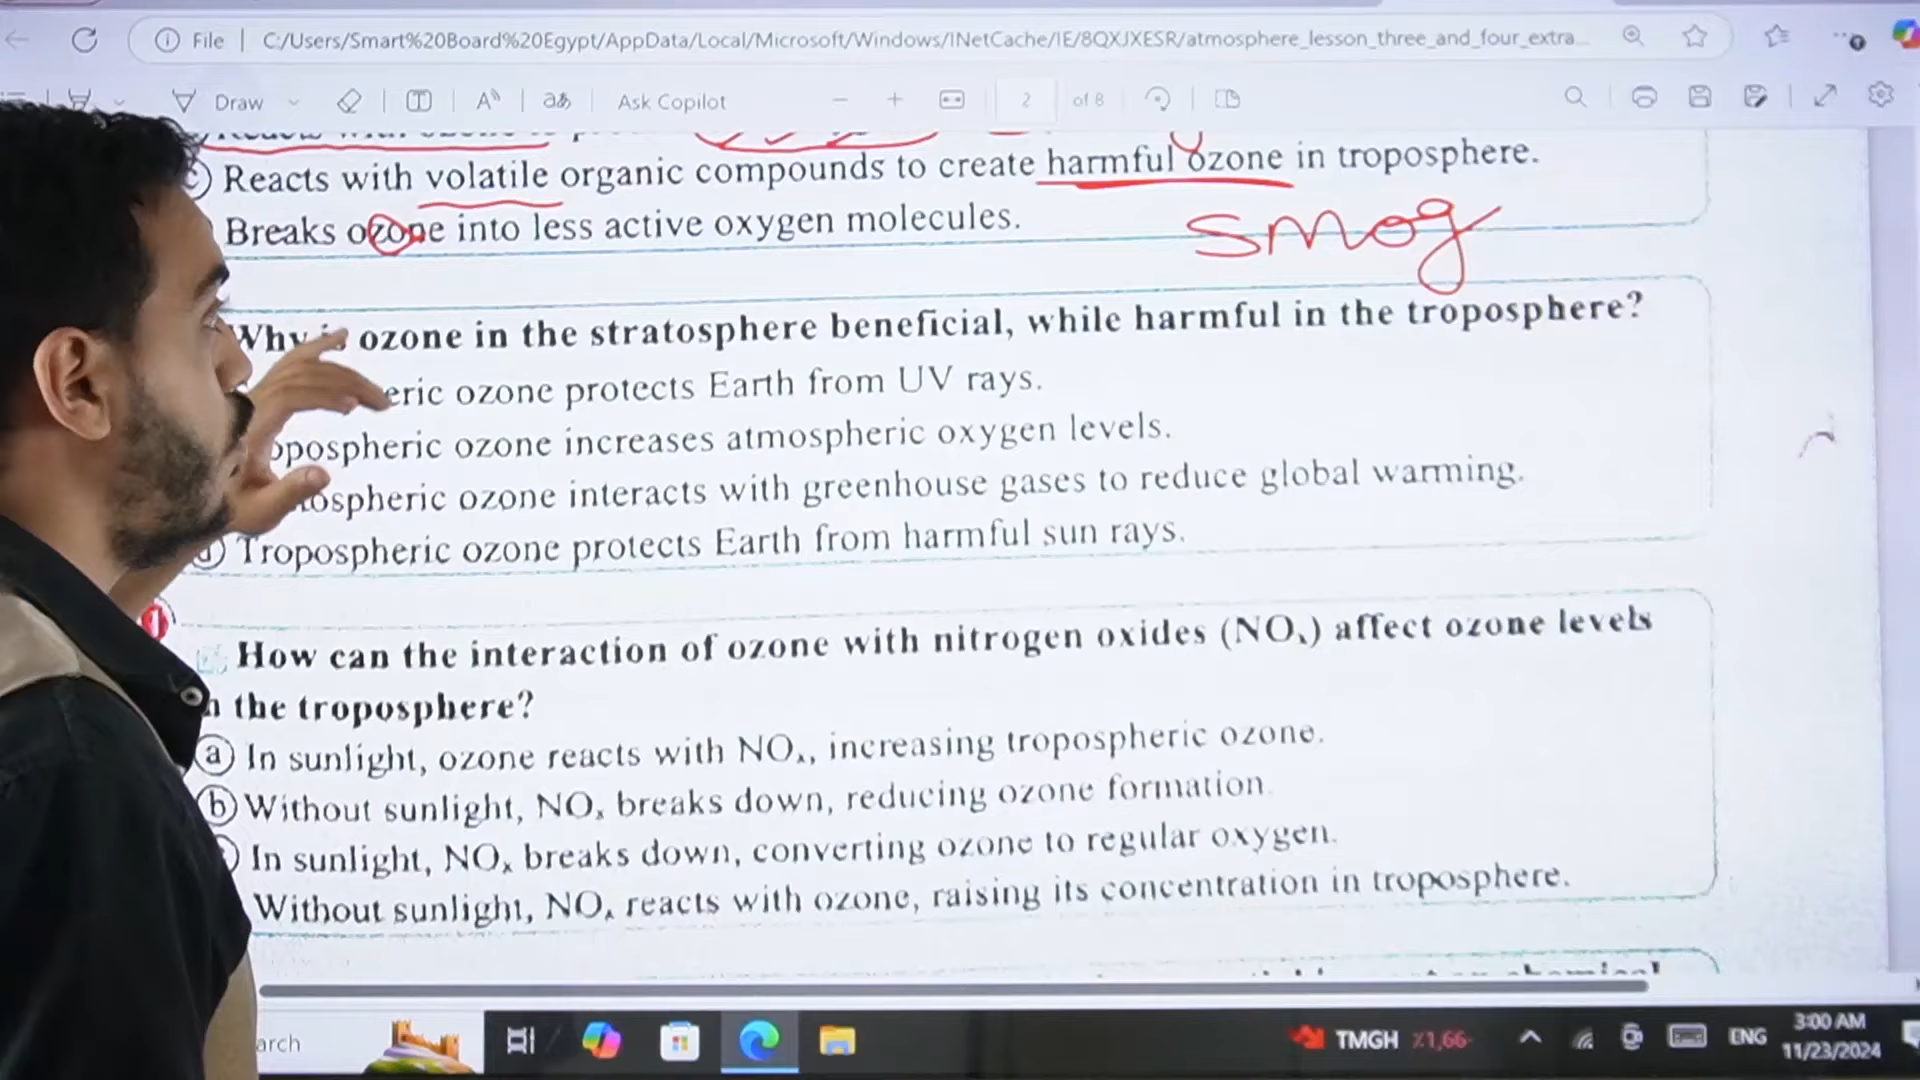 File | C:/Users/Smart%20Board%20Egypt/AppData/Local/Microsoft/Windows/INetCache/IE/8QXJXESR/atmosphere_lesson_three_and_four_extra...
Draw Ask Copilot 2 of 8
Reacts with volatile organic compounds to create harmful ozone in troposphere.
Breaks ozone into less active oxygen molecules.
smog
Why is ozone in the stratosphere beneficial, while harmful in the troposphere?
eric ozone protects Earth from UV rays.
opospheric ozone increases atmospheric oxygen levels.
ospheric ozone interacts with greenhouse gases to reduce global warming.
d Tropospheric ozone protects Earth from harmful sun rays.
How can the interaction of ozone with nitrogen oxides (NOx) affect ozone levels
n the troposphere?
a In sunlight, ozone reacts with NOx, increasing tropospheric ozone.
b Without sunlight, NOx breaks down, reducing ozone formation.
In sunlight, NOx breaks down, converting ozone to regular oxygen.
Without sunlight, NOx reacts with ozone, raising its concentration in troposphere.
arch TMGH ٪1,66- ENG 3:00 AM
11/23/2024